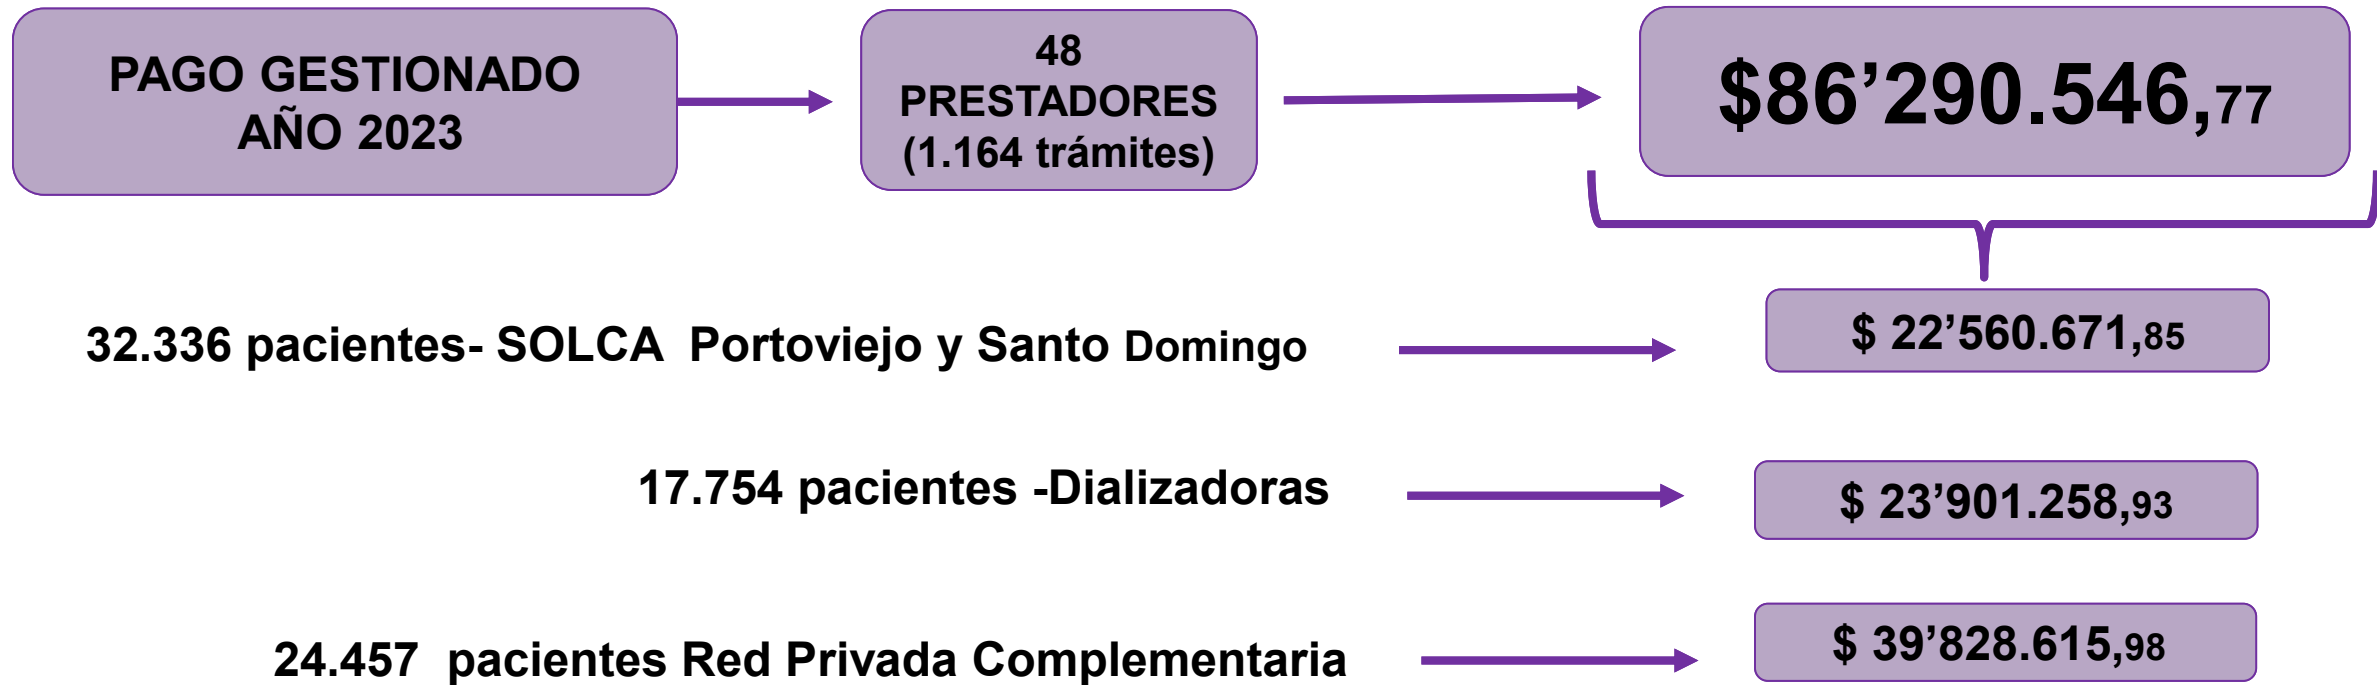 PAGO GESTIONADO
AÑO 2023
48
PRESTADORES
(1.164 trámites)
$86’290.546,77
32.336 pacientes- SOLCA Portoviejo y Santo Domingo
$ 22’560.671,85
17.754 pacientes -Dializadoras
$ 23’901.258,93
24.457 pacientes Red Privada Complementaria
$ 39’828.615,98